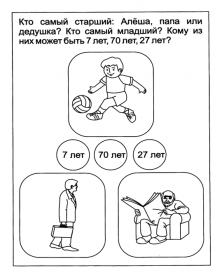 Кто самый старший: Алёша, папа или
дедушка? Кто самый младший? Кому из
них может быть 7 лет, 70 лет, 27 лет?
7 лет 70 лет 27 лет